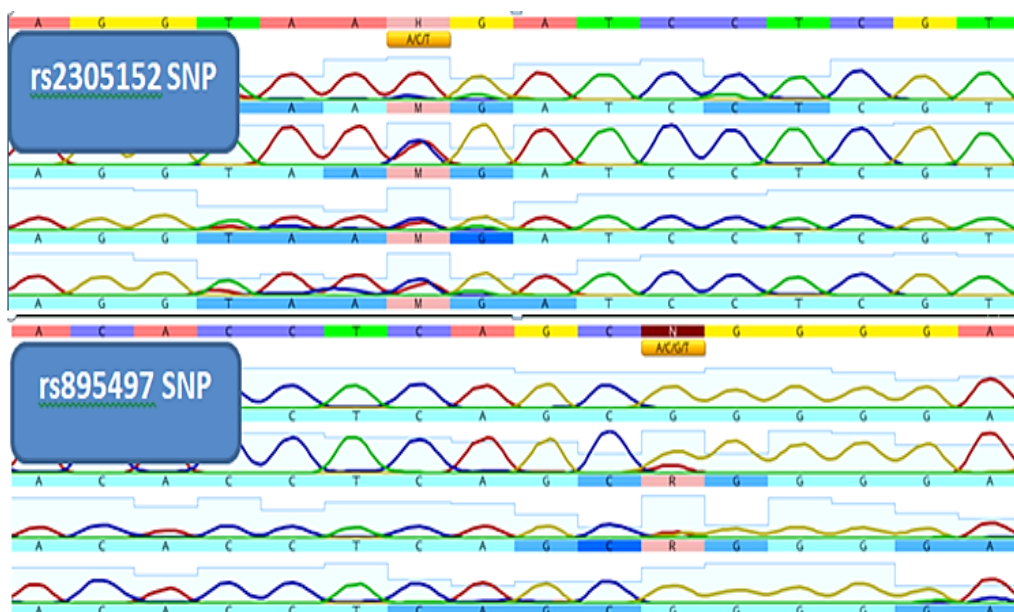 A G G T A A H G A T C C T C G T
A/C/T
rs2305152 SNP
A A M G A T C C T C G T
A G G T A A M G A T C C T C G T
A G G T A A M G A T C C T C G T
A G G T A A M G A T C C T C G T
A C A C C T C A G C N G G G G A
A/C/G/T
rs895497 SNP
C T C A G C G G G G G A
A C A C C T C A G C R G G G G A
A C A C C T C A G C R G G G G A
A C A C C T C A G C G G G G G A